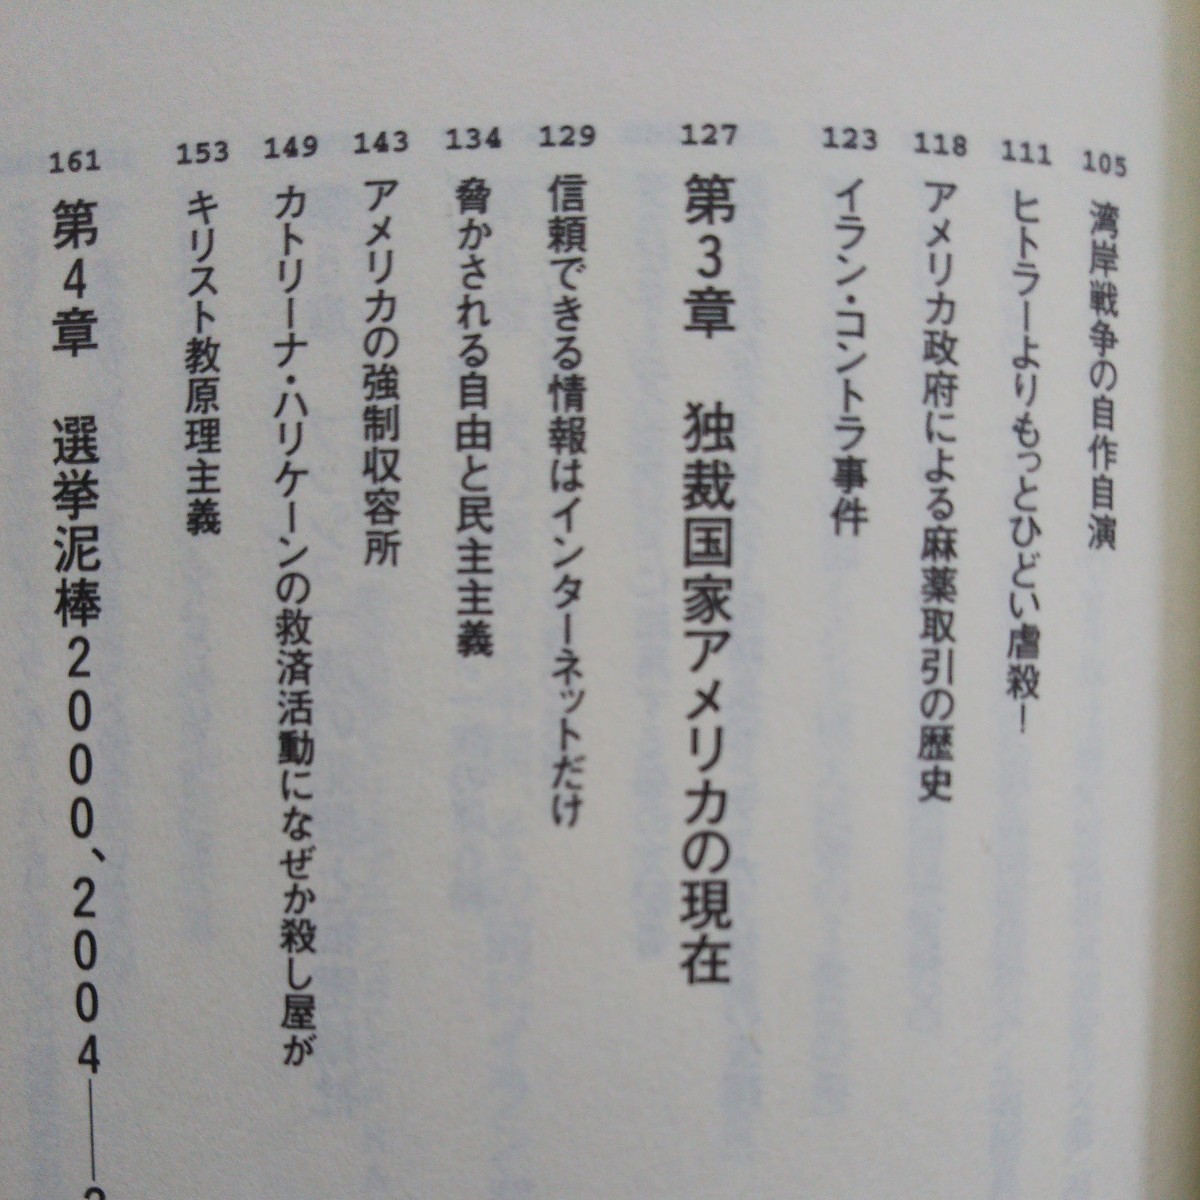 105 湾岸戦争の自作自演
111 ヒトラーよりもっとひどい虐殺!
118 アメリカ政府による麻薬取引の歴史
123 イラン・コントラ事件
127 第3章 独裁国家アメリカの現在
129 信頼できる情報はインターネットだけ
134 脅かされる自由と民主主義
143 アメリカの強制収容所
149 カトリーナ・ハリケーンの救済活動になぜか殺し屋が
153 キリスト教原理主義
161 第4章 選挙泥棒2000、2004——